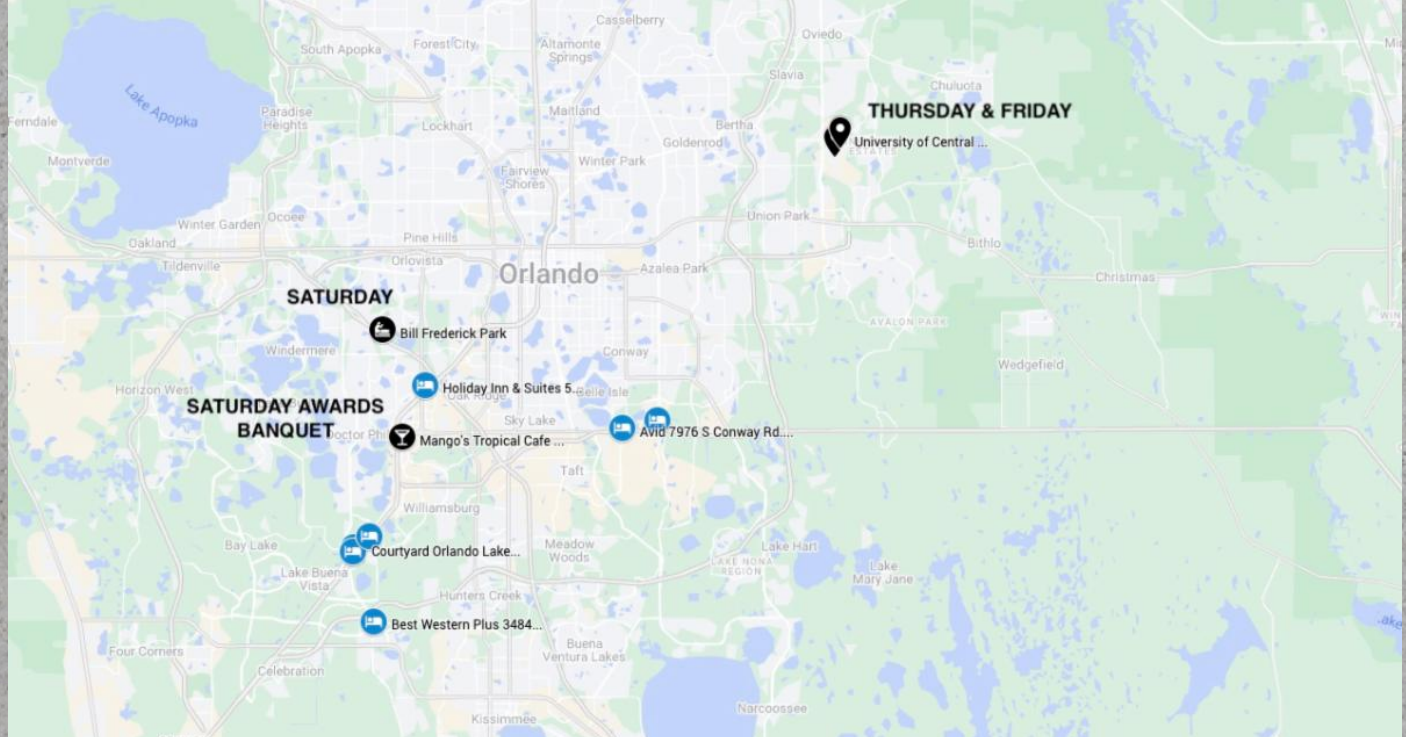 Casselberry
Oviedo
South Apopka
Forest City
Altamonte
Springs
Slavia
Chuluota
Lake Apopka
Paradise
Heights
Maitland
THURSDAY & FRIDAY
Ferndale
Lockhart
Bertha
Goldenrod
University of Central ...
Montverde
Winter Park
Fairview
Shores
Winter Garden
Ocoee
Union Park
Oakland
Pine Hills
Bithlo
Tildenville
Orlovista
Orlando
Azalea Park
Christmas
SATURDAY
Bill Frederick Park
AVALON PARK
Windermere
Conway
Wedgefield
Horizon West
Holiday Inn & Suites 5...
Belle Isle
Oak Ridge
SATURDAY AWARDS
BANQUET
Doctor Phi
Mango's Tropical Cafe ...
Sky Lake
Avid 7976 S Conway Rd....
Taft
Williamsburg
Bay Lake
Courtyard Orlando Lake...
Meadow
Woods
Lake Hart
LAKE NONA
REGION
Lake
Mary Jane
Lake Buena
Vista
Hunters Creek
Best Western Plus 3484...
Four Corners
Buena
Ventura Lakes
Celebration
Narcoossee
Kissimmee